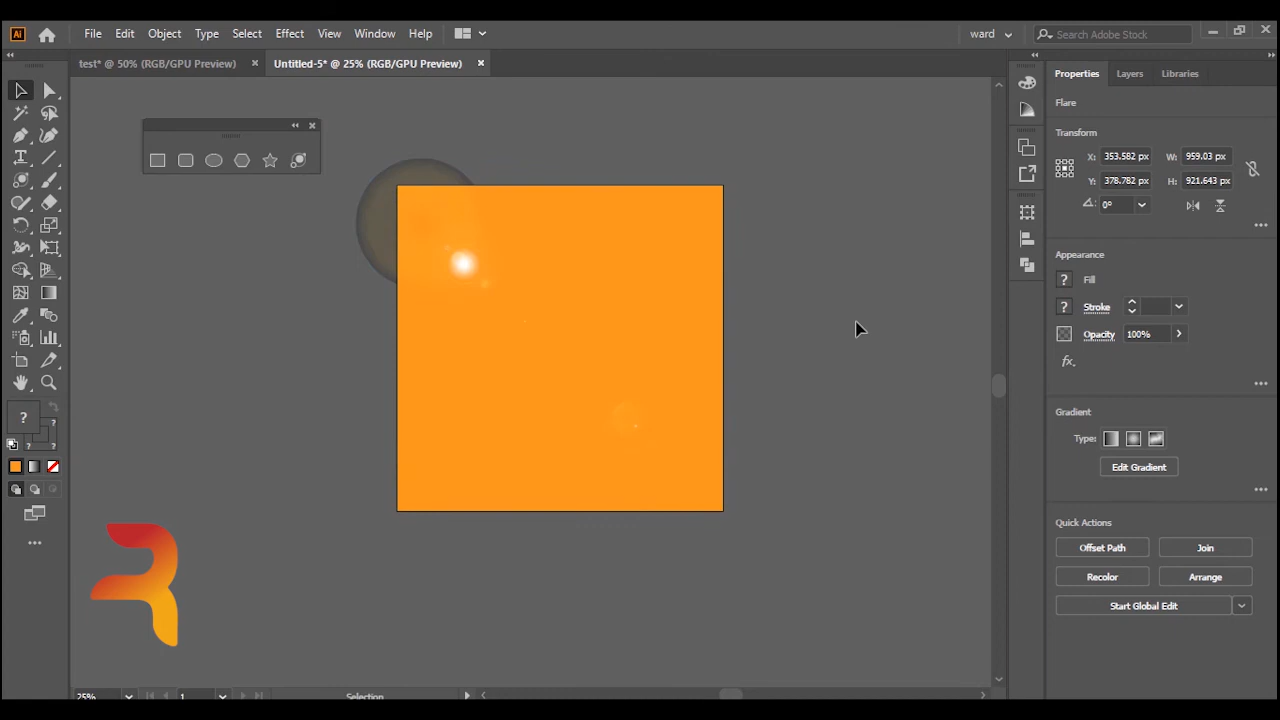 Ai
File Edit Object Type Select Effect View Window Help
ward
Search Adobe Stock
test* @ 50% (RGB/GPU Preview)
Untitled-5* @ 25% (RGB/GPU Preview)
Properties
Layers
Libraries
Flare
Transform
X: 353.582 px W: 959.03 px
Y: 378.782 px H: 921.643 px
0°
Appearance
? Fill
? Stroke
Opacity 100%
fx.
Gradient
Type:
Edit Gradient
Quick Actions
Offset Path
Join
Recolor
Arrange
Start Global Edit
?
?
? ?
25%
1
Selection